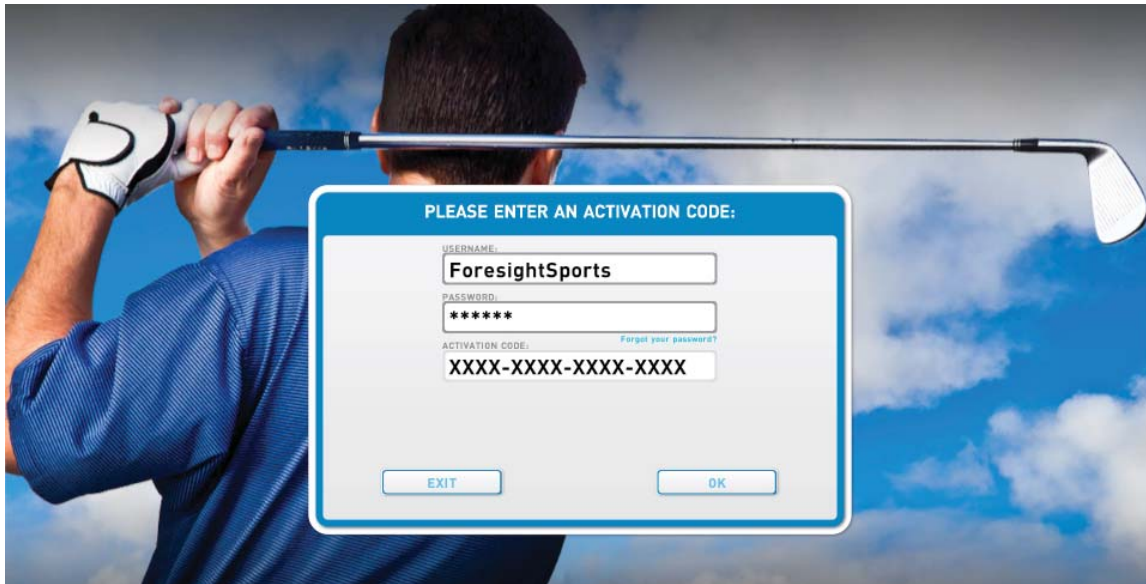 PLEASE ENTER AN ACTIVATION CODE:
USERNAME:
ForesightSports
PASSWORD:
******
Forgot your password?
ACTIVATION CODE:
XXXX-XXXX-XXXX-XXXX
EXIT
OK